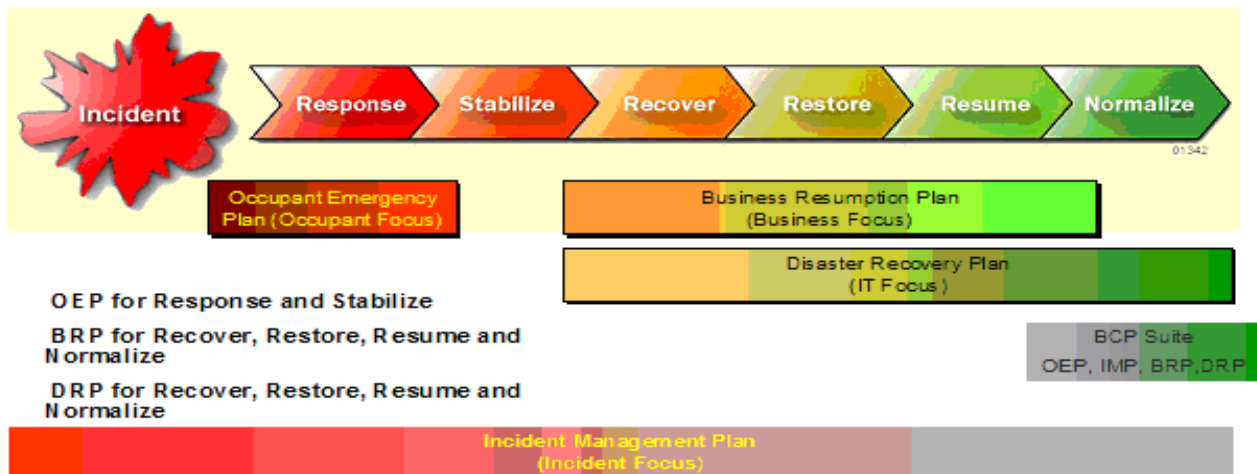 Incident
Response
Stabilize
Recover
Restore
Resume
Normalize
01342
Occupant Emergency
Plan (Occupant Focus)
Business Resumption Plan
(Business Focus)
Disaster Recovery Plan
(IT Focus)
OEP for Response and Stabilize
BRP for Recover, Restore, Resume and
Normalize
DRP for Recover, Restore, Resume and
Normalize
BCP Suite
OEP, IMP, BRP,DRP
Incident Management Plan
(Incident Focus)